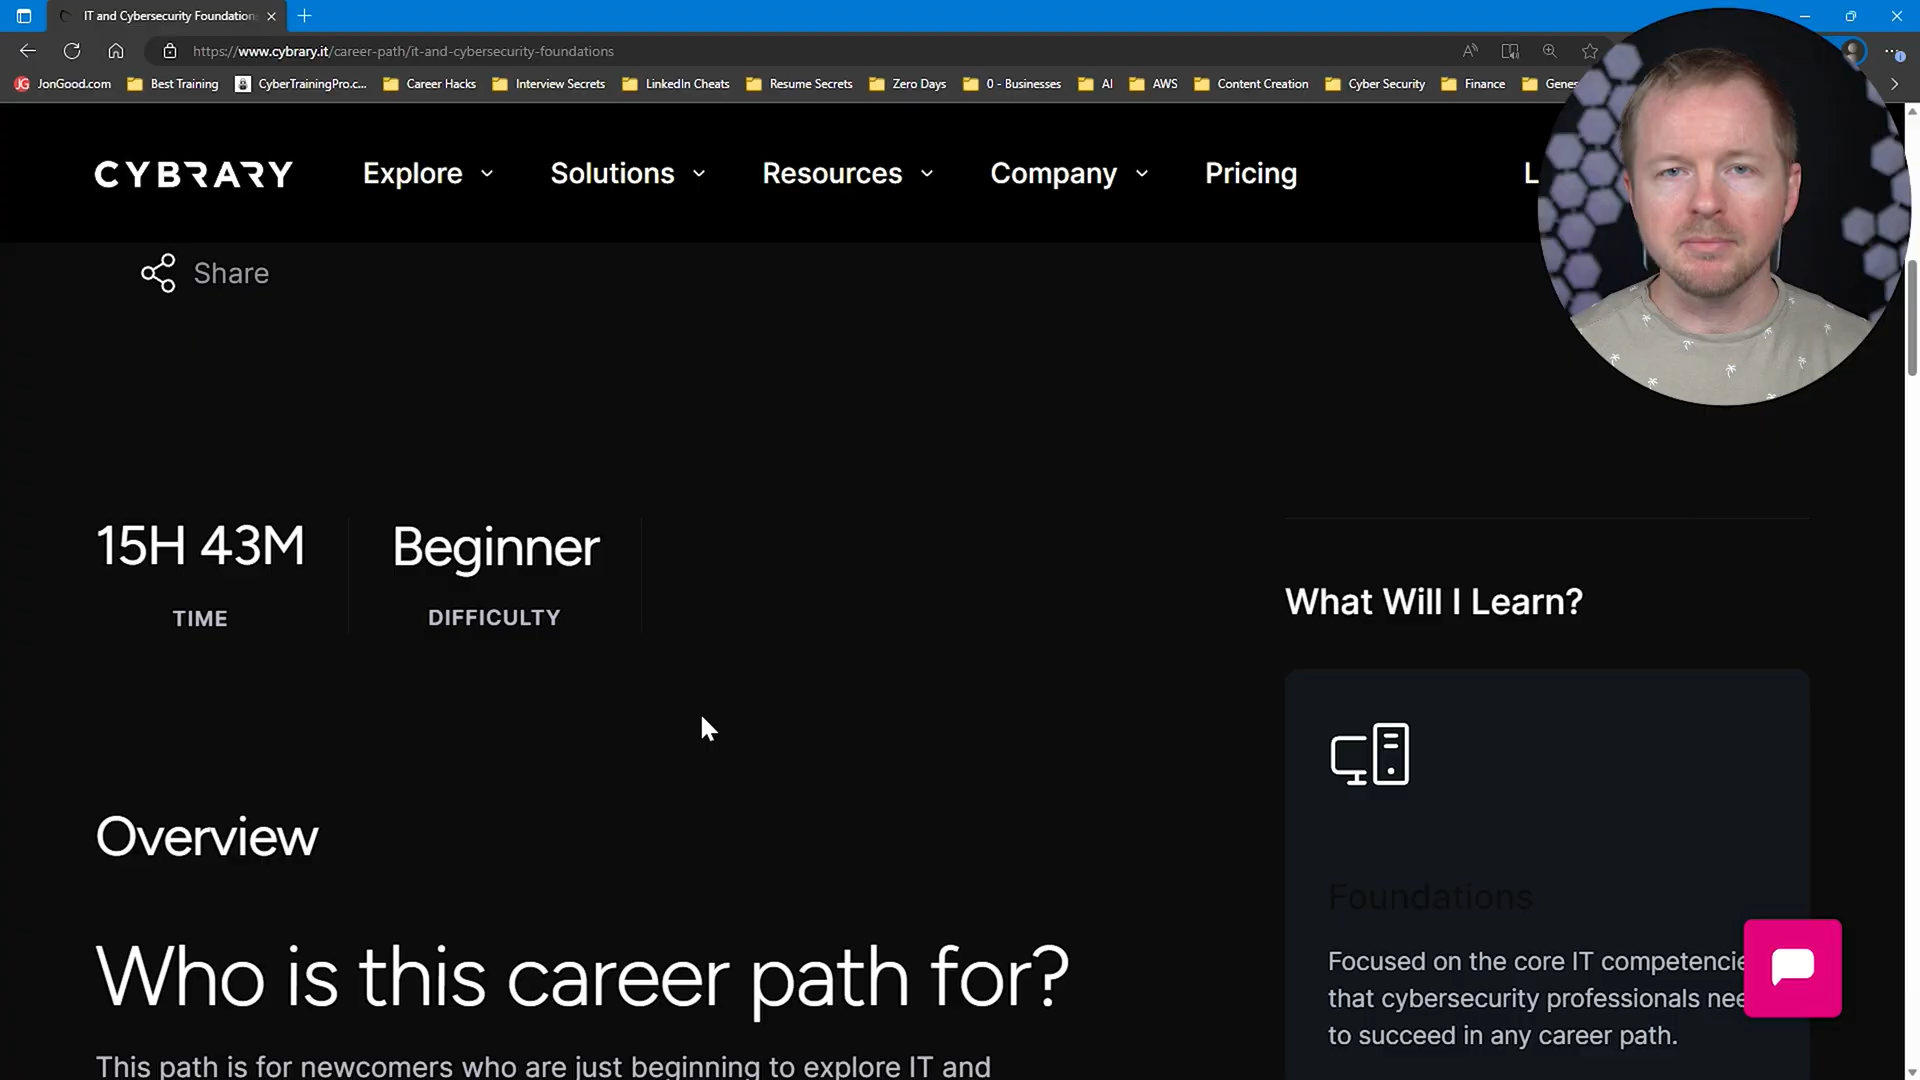 IT and Cybersecurity Foundation
https://www.cybrary.it/career-path/it-and-cybersecurity-foundations
JonGood.com
Best Training
CyberTrainingPro.c...
Career Hacks
Interview Secrets
LinkedIn Cheats
Resume Secrets
Zero Days
0 - Businesses
AI
AWS
Content Creation
Cyber Security
Finance
Genes
CYBRARY
Explore
Solutions
Resources
Company
Pricing
L
Share
15H 43M
TIME
Beginner
DIFFICULTY
What Will I Learn?
Overview
Foundations
Focused on the core IT competencie
that cybersecurity professionals nee
to succeed in any career path.
Who is this career path for?
This path is for newcomers who are just beginning to explore IT and